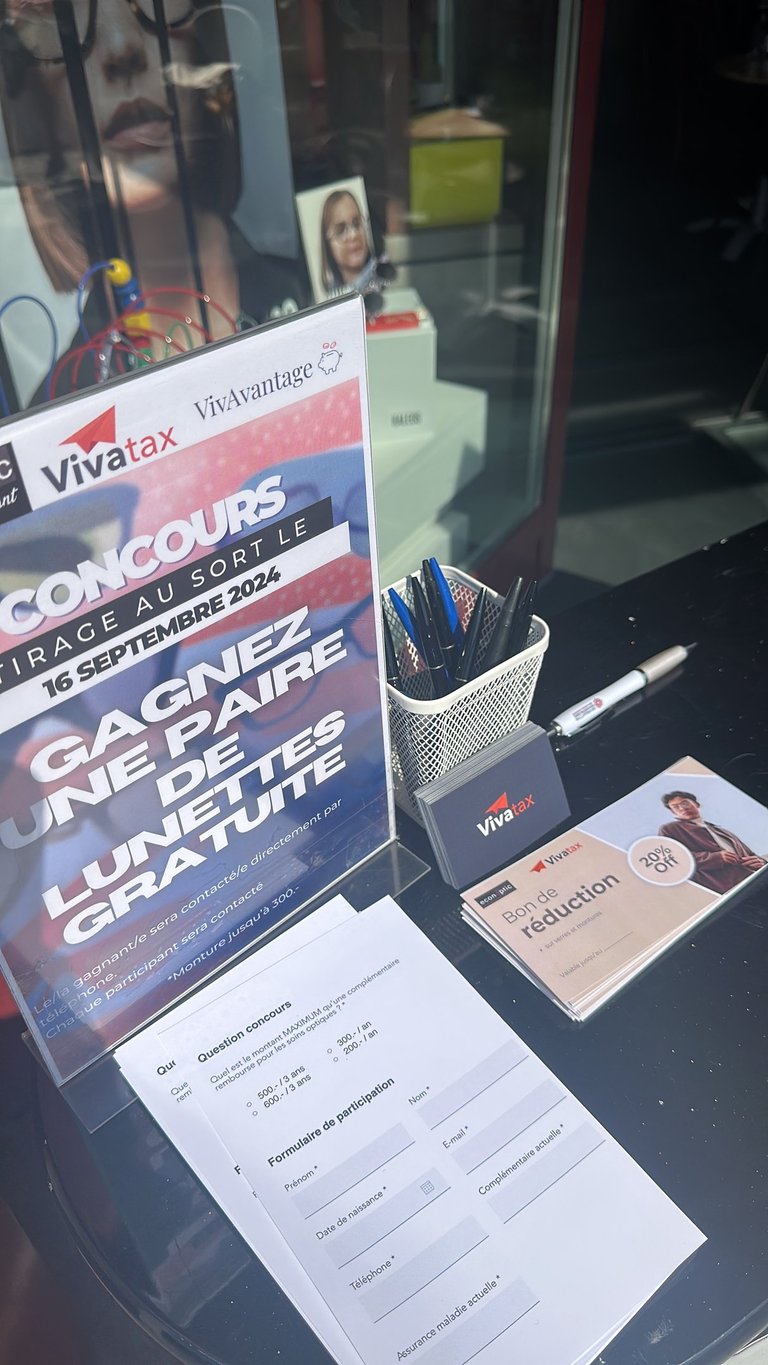 Vivatax
VivAvantage
CONCOURS
TIRAGE AU SORT LE
16 SEPTEMBRE 2024
GAGNEZ
UNE PAIRE
DE
LUNETTES
GRATUITE
Le/la gagnant/e sera contacté/e directement par
téléphone.
Chaque participant sera contacté
*Monture jusqu'à 300.-
Vivatax
Vivatax
20%
Off
Bon de
réduction
• sur verres et montures
Valable jusqu'au
Question concours
Quel est le montant MAXIMUM qu'une complémentaire
rembourse pour les soins optiques ? *
500.- / 3 ans
600.- / 3 ans
300.- / an
200.- / an
Formulaire de participation
Prénom *
Nom *
Date de naissance *
E-mail *
Téléphone *
Complémentaire actuelle *
Assurance maladie actuelle *